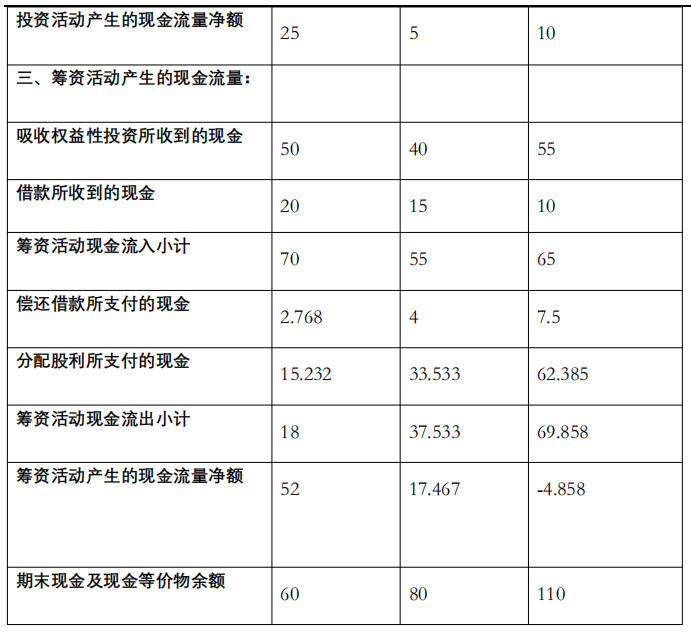 投资活动产生的现金流量净额 25 5 10
三、筹资活动产生的现金流量：
吸收权益性投资所收到的现金 50 40 55
借款所收到的现金 20 15 10
筹资活动现金流入小计 70 55 65
偿还借款所支付的现金 2.768 4 7.5
分配股利所支付的现金 15.232 33.533 62.385
筹资活动现金流出小计 18 37.533 69.858
筹资活动产生的现金流量净额 52 17.467 -4.858
期末现金及现金等价物余额 60 80 110